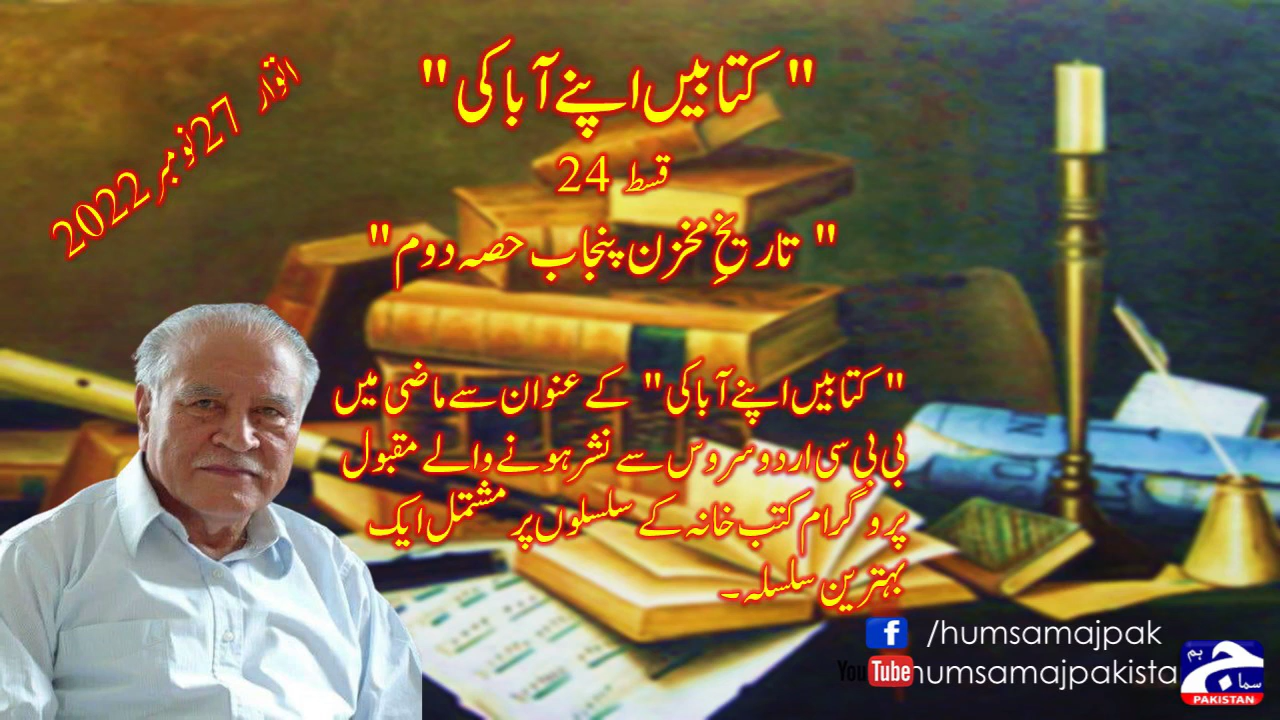 " کتابیں اپنے آبا کی "
اتوار 27 نومبر 2022
قسط 24
" تاریخِ مخزن پنجاب حصہ دوم "
" کتابیں اپنے آبا کی " کے عنوان سے ماضی میں
بی بی سی اردو سروس سے نشر ہونے والے مقبول
پروگرام کتب خانہ کے سلسلوں پر مشتمل ایک
بہترین سلسلہ ۔
/humsamajpak
YouTube humsamajpakista
ہم سماج
PAKISTAN